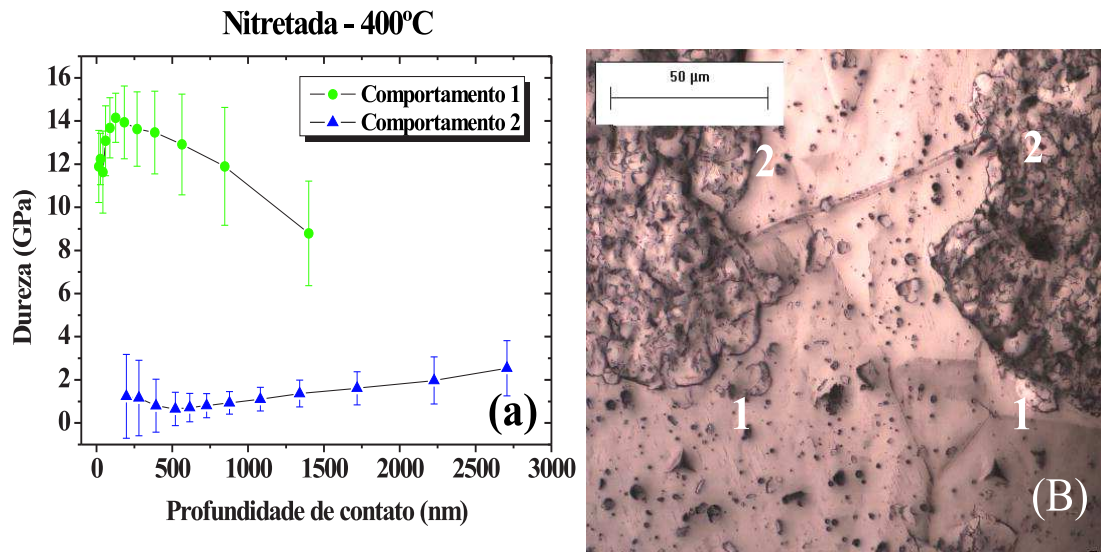 Nitretada - 400ºC
Dureza (GPa)
16
14
12
10
8
6
4
2
0
Comportamento 1
Comportamento 2
(a)
0 500 1000 1500 2000 2500 3000
Profundidade de contato (nm)
50 µm
2 2
1 1
(B)